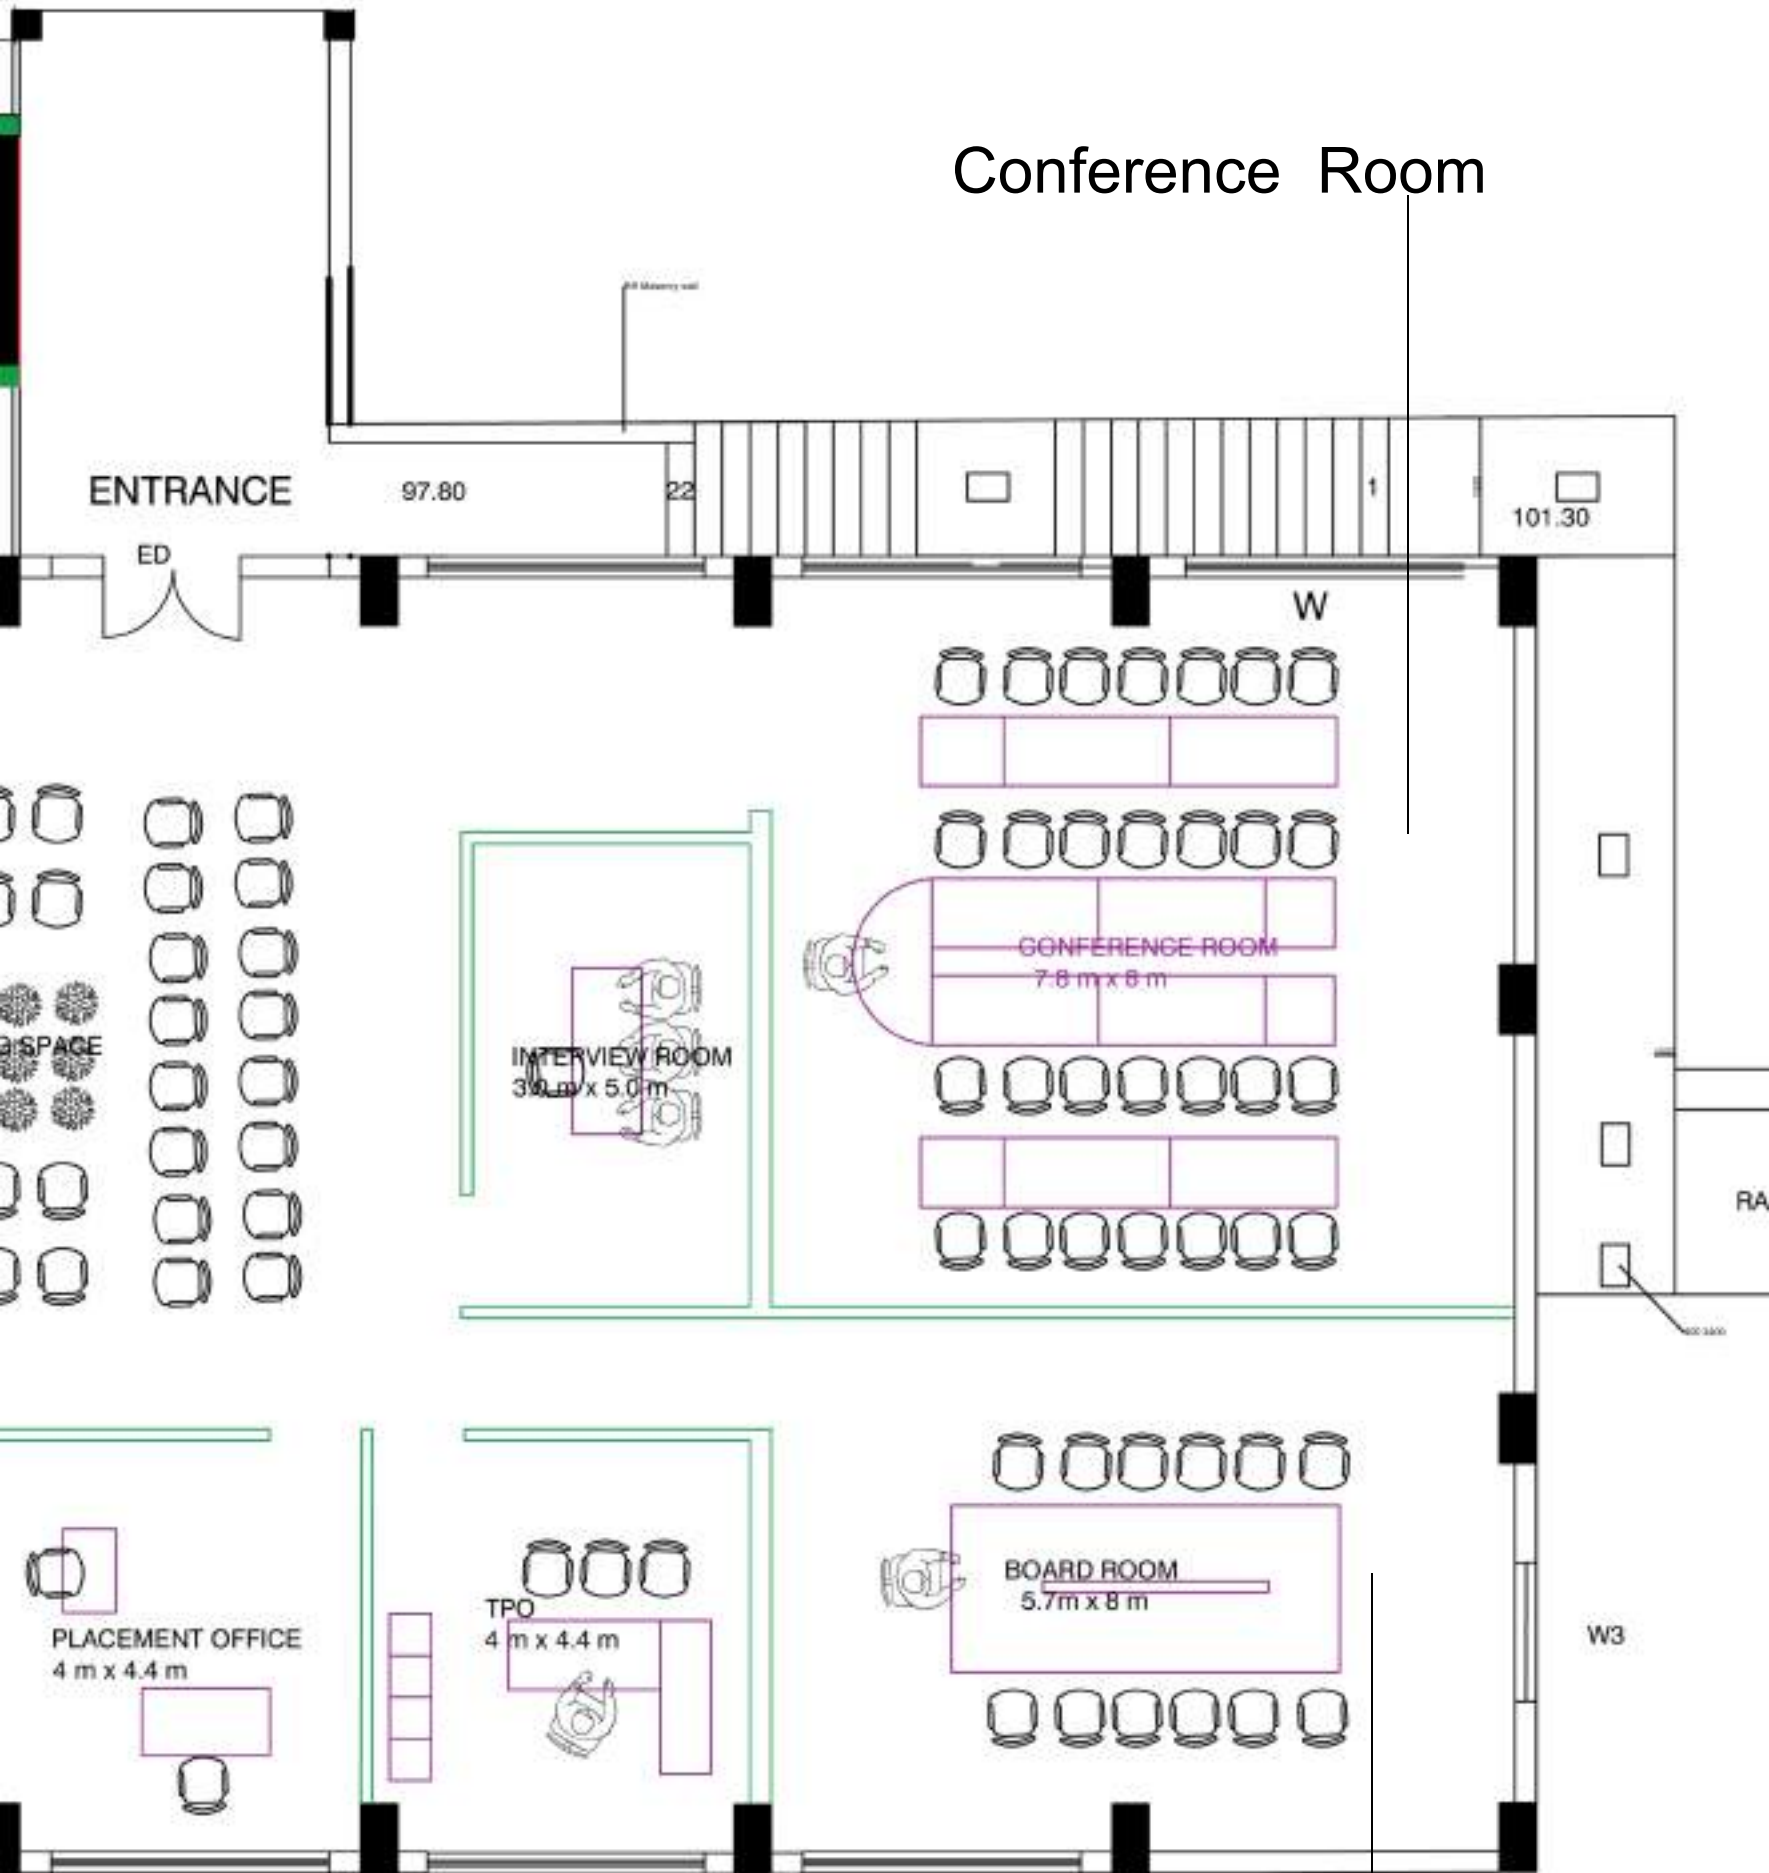 Conference Room
ENTRANCE
97.80
22
1
101.30
ED
W
CONFERENCE ROOM
7.8 m x 8 m
SPACE
INTERVIEW ROOM
m x 5.0 m
RA
BOARD ROOM
5.7m x 8 m
TPO
4 m x 4.4 m
PLACEMENT OFFICE
4 m x 4.4 m
W3